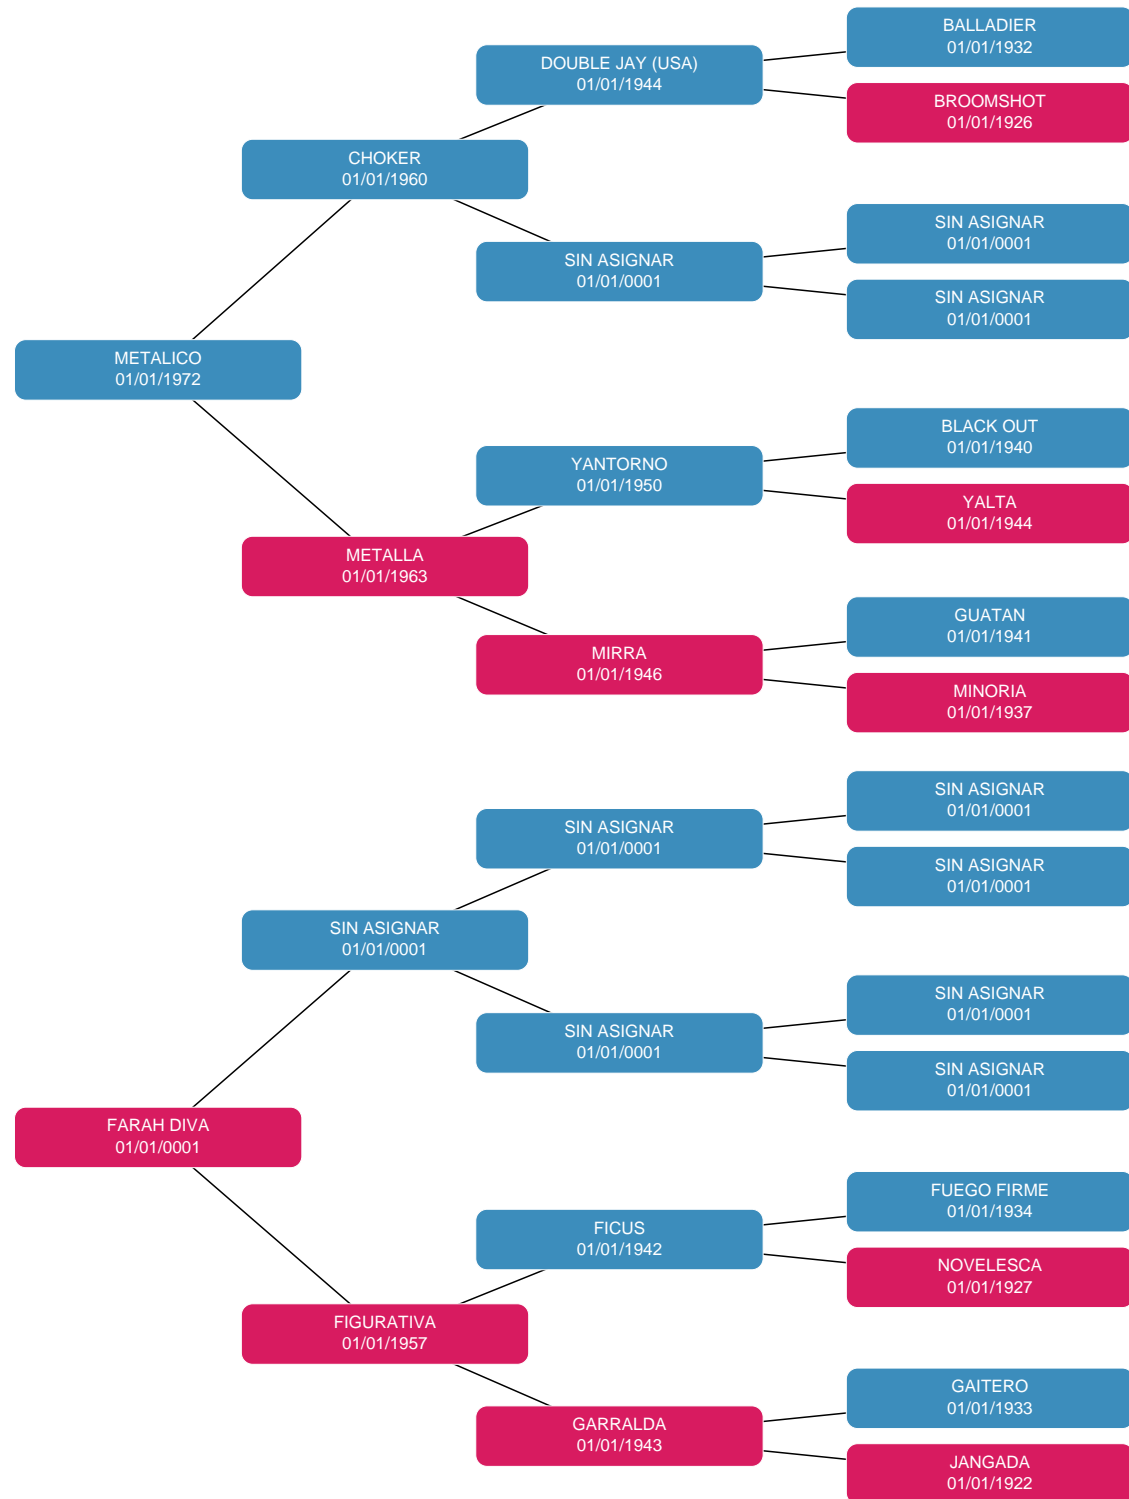 BALLADIER
01/01/1932
DOUBLE JAY (USA)
01/01/1944
BROOMSHOT
01/01/1926
CHOKER
01/01/1960
SIN ASIGNAR
01/01/0001
SIN ASIGNAR
01/01/0001
SIN ASIGNAR
01/01/0001
METALICO
01/01/1972
BLACK OUT
01/01/1940
YANTORNO
01/01/1950
YALTA
01/01/1944
METALLA
01/01/1963
GUATAN
01/01/1941
MIRRA
01/01/1946
MINORIA
01/01/1937
SIN ASIGNAR
01/01/0001
SIN ASIGNAR
01/01/0001
SIN ASIGNAR
01/01/0001
SIN ASIGNAR
01/01/0001
SIN ASIGNAR
01/01/0001
SIN ASIGNAR
01/01/0001
SIN ASIGNAR
01/01/0001
FARAH DIVA
01/01/0001
FUEGO FIRME
01/01/1934
FICUS
01/01/1942
NOVELESCA
01/01/1927
FIGURATIVA
01/01/1957
GAITERO
01/01/1933
GARRALDA
01/01/1943
JANGADA
01/01/1922